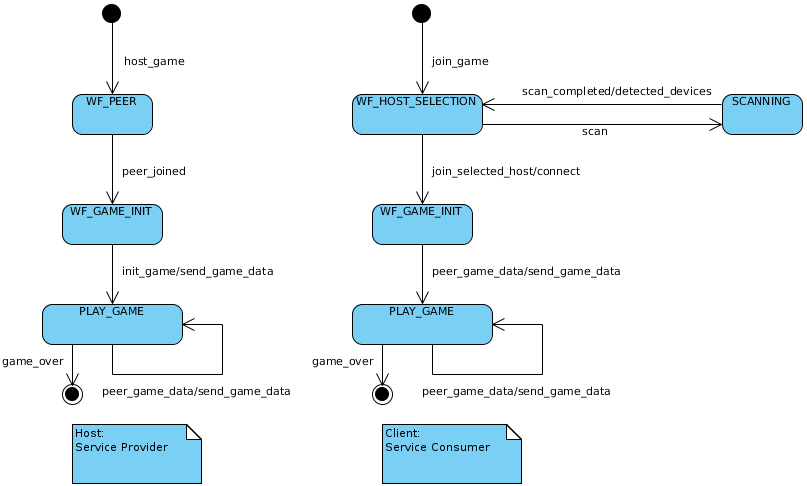 host_game
join_game
WF_PEER
WF_HOST_SELECTION
scan_completed/detected_devices
SCANNING
scan
peer_joined
join_selected_host/connect
WF_GAME_INIT
WF_GAME_INIT
init_game/send_game_data
peer_game_data/send_game_data
PLAY_GAME
PLAY_GAME
game_over
game_over
peer_game_data/send_game_data
peer_game_data/send_game_data
Host:
Service Provider
Client:
Service Consumer